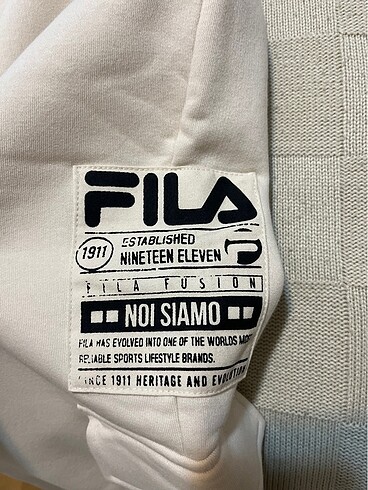 FILA
1911
ESTABLISHED
NINETEEN ELEVEN
FILA FUSION
NOI SIAMO
FILA HAS EVOLVED INTO ONE OF THE WORLDS MOST
RELIABLE SPORTS LIFESTYLE BRANDS.
SINCE 1911 HERITAGE AND EVOLUTION